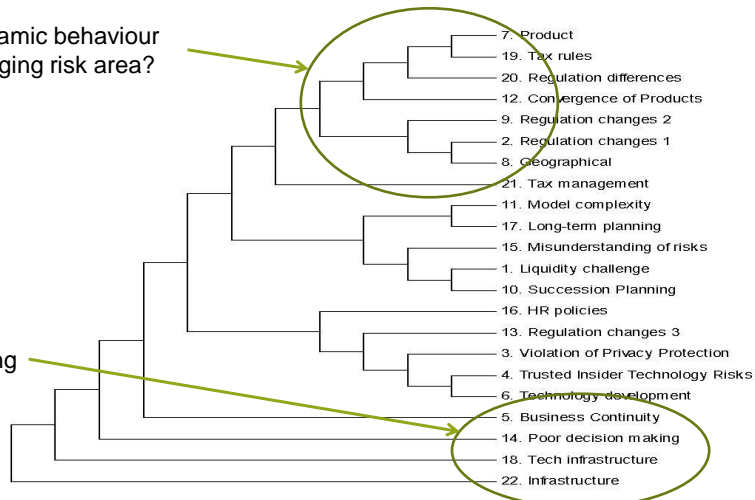 amic behaviour
ging risk area?
7. Product
19. Tax rules
20. Regulation differences
12. Convergence of Products
9. Regulation changes 2
2. Regulation changes 1
8. Geographical
21. Tax management
11. Model complexity
17. Long-term planning
15. Misunderstanding of risks
1. Liquidity challenge
10. Succession Planning
16. HR policies
13. Regulation changes 3
ng
3. Violation of Privacy Protection
4. Trusted Insider Technology Risks
6. Technology development
5. Business Continuity
14. Poor decision making
18. Tech infrastructure
22. Infrastructure